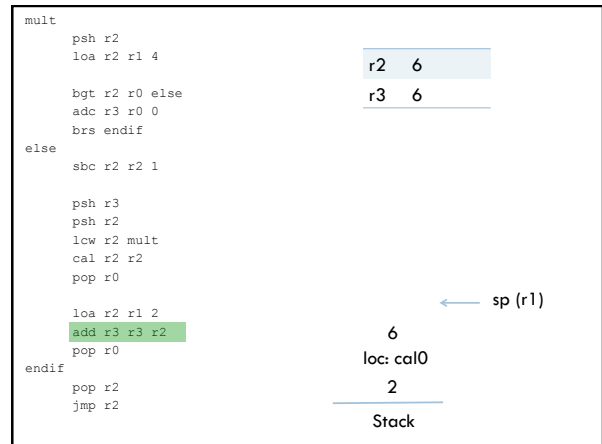 mult
psh r2
loa r2 r1 4
bgt r2 r0 else
adc r3 r0 0
brs endif
else
sbc r2 r2 1
psh r3
psh r2
lcw r2 mult
cal r2 r2
pop r0
loa r2 r1 2
add r3 r3 r2
pop r0
endif
pop r2
jmp r2
r2 6
r3 6
sp (r1)
6
loc: cal0
2
Stack